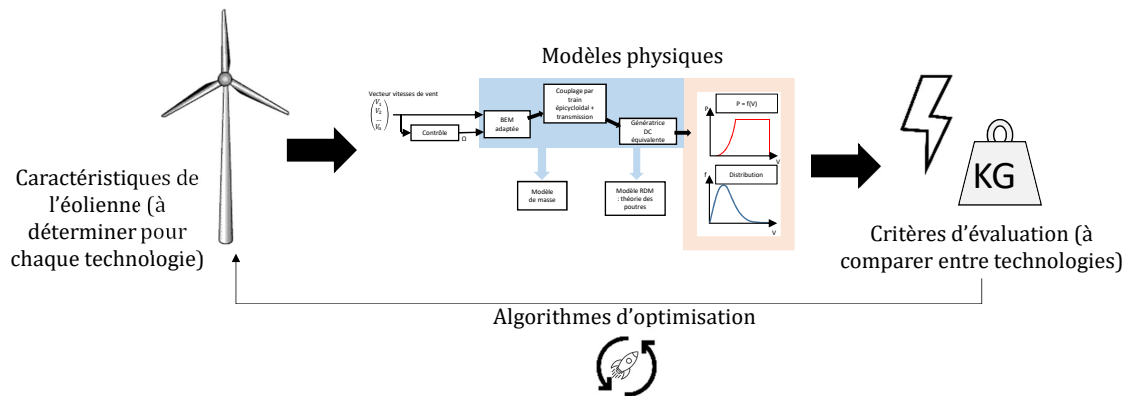 Modèles physiques
Vecteur vitesses de vent
V₁
V₂
...
Contrôle
Ω
BEM
adaptée
Couplage par
train
épicycloïdal +
transmission
Génératrice
DC
équivalente
Modèle
de masse
Modèle RDM
: théorie des
poutres
P = f(V)
P
V
Distribution
f
V
Caractéristiques de
l'éolienne (à
déterminer pour
chaque technologie)
KG
Critères d'évaluation (à
comparer entre technologies)
Algorithmes d'optimisation